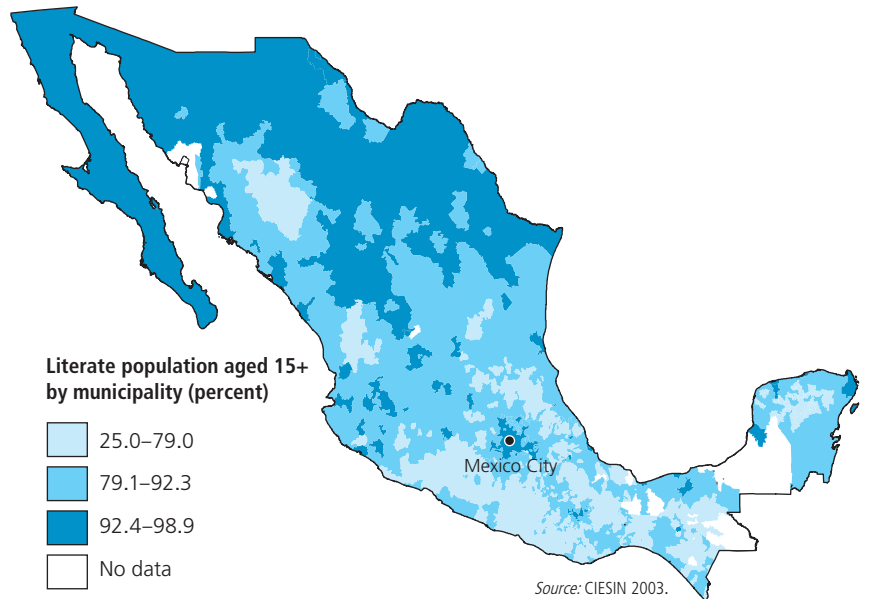 Literate population aged 15+
by municipality (percent)
25.0–79.0
79.1–92.3
92.4–98.9
No data
Mexico City
Source: CIESIN 2003.